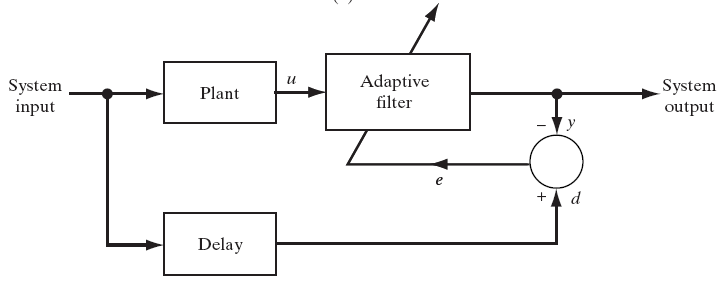 System
input
Plant
u
Adaptive
filter
System
output
−
y
e
+
d
Delay